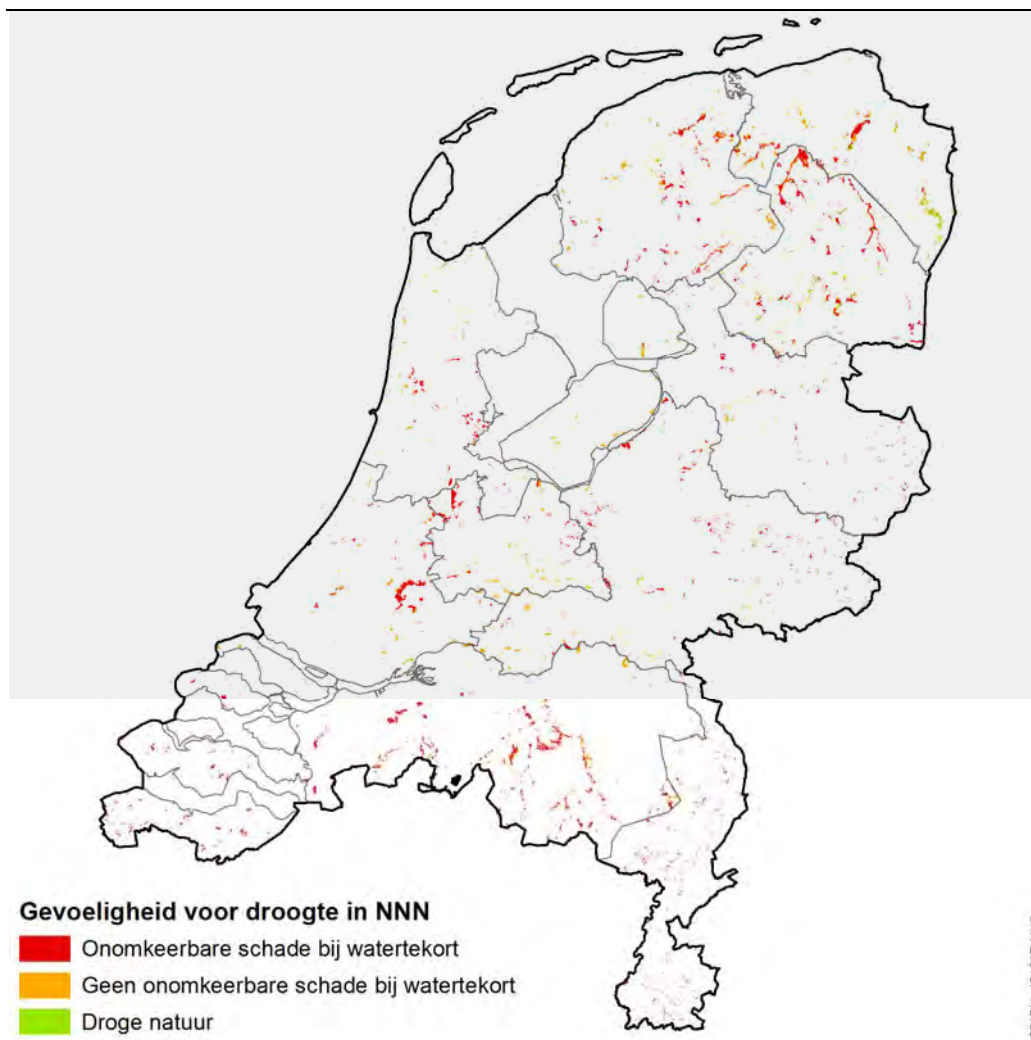 Gevoeligheid voor droogte in NNN
Onomkeerbare schade bij watertekort
Geen onomkeerbare schade bij watertekort
Droge natuur